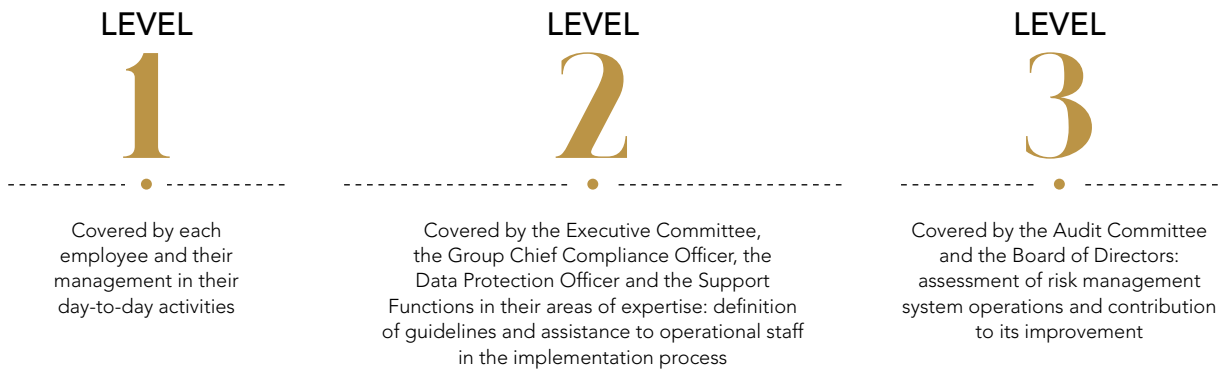 LEVEL
1
Covered by each
employee and their
management in their
day-to-day activities
LEVEL
2
Covered by the Executive Committee,
the Group Chief Compliance Officer, the
Data Protection Officer and the Support
Functions in their areas of expertise: definition
of guidelines and assistance to operational staff
in the implementation process
LEVEL
3
Covered by the Audit Committee
and the Board of Directors:
assessment of risk management
system operations and contribution
to its improvement